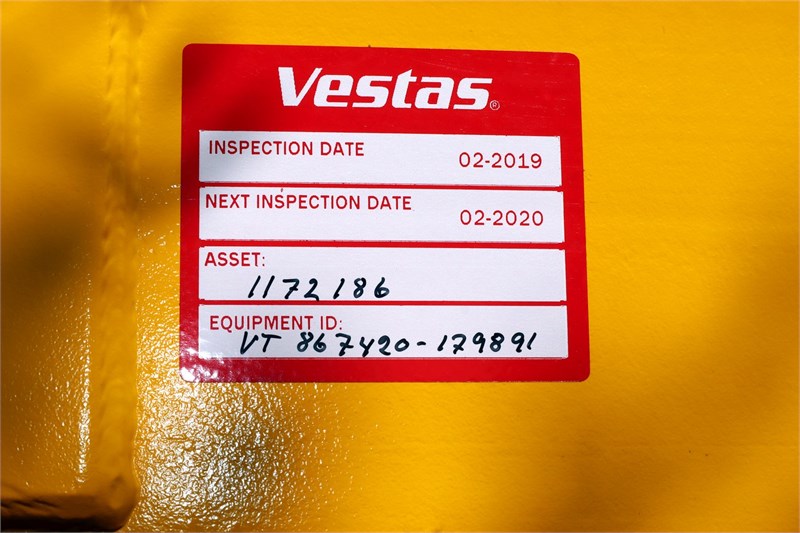 Vestas®
INSPECTION DATE
02-2019
NEXT INSPECTION DATE
02-2020
ASSET:
1172186
EQUIPMENT ID:
VT 867420-179891